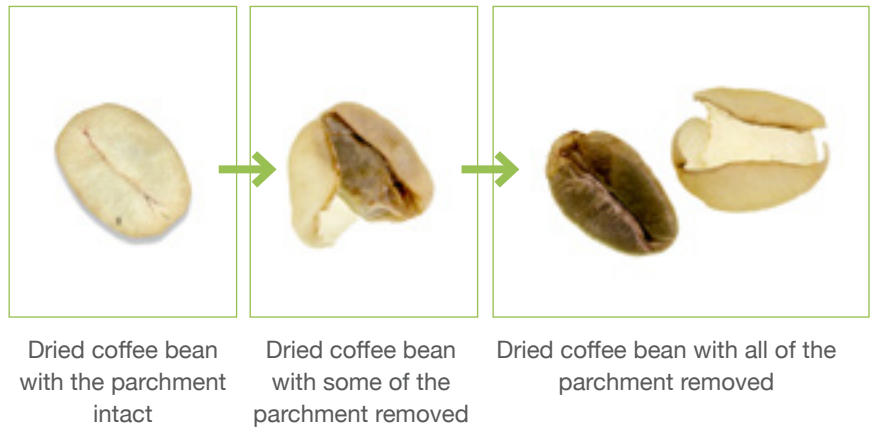 Dried coffee bean
with the parchment
intact
Dried coffee bean
with some of the
parchment removed
Dried coffee bean with all of the
parchment removed